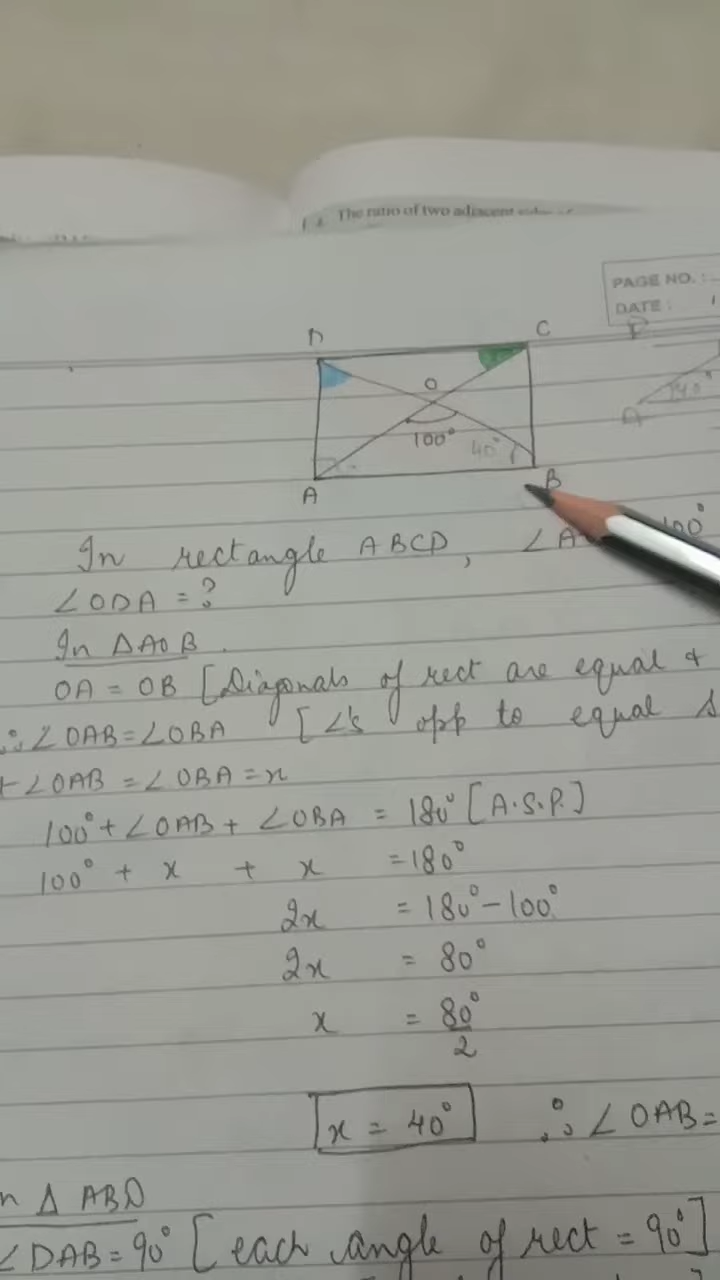 The ratio of two adjacent
PAGE NO. :
DATE :
D
C
O
100°
40°
A
B
A
140°
In rectangle ABCD, ∠A 100°
∠ODA = ?
In ΔAOB.
OA = OB [Diagonals of rect are equal &
∴ ∠OAB = ∠OBA [∠'s opp to equal
∠OAB = ∠OBA = x
100° + ∠OAB + ∠OBA = 180° [A.S.P.]
100° + x + x = 180°
2x = 180° - 100°
2x = 80°
x = 80°
2
x = 40° ∴ ∠OAB =
Δ ABD
∠DAB = 90° [each angle of rect = 90°]